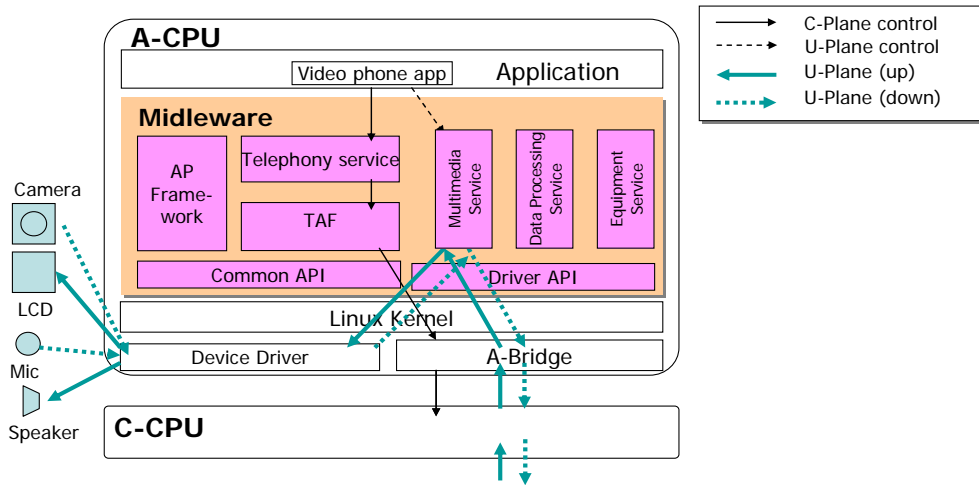 A-CPU
Video phone app
Application
Midleware
AP
Frame-
work
Telephony service
TAF
Multimedia
Service
Data Processing
Service
Equipment
Service
Common API
Driver API
Linux Kernel
Device Driver
A-Bridge
C-CPU
Camera
LCD
Mic
Speaker
C-Plane control
U-Plane control
U-Plane (up)
U-Plane (down)